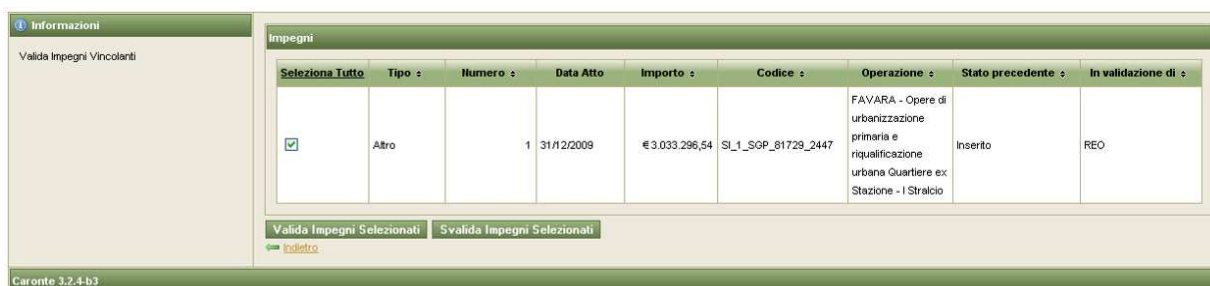 Informazioni
Valida Impegni Vincolanti
Impegni
Seleziona Tutto Tipo Numero Data Atto Importo Codice Operazione Stato precedente In validazione di
Altro 1 31/12/2009 € 3.033.296,54 SI_1_SGP_81729_2447 Inserito REO
FAVARA - Opere di
urbanizzazione
primaria e
riqualificazione
urbana Quartiere ex
Stazione - I Stralcio
Valida Impegni Selezionati Svalida Impegni Selezionati
Indietro
Caronte 3.2.4-b3